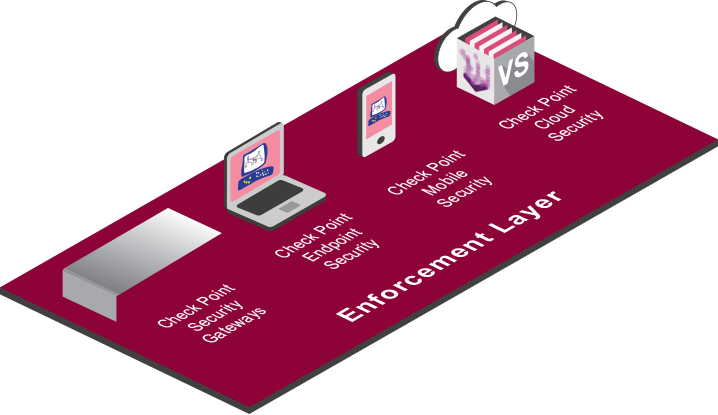 VS
Check Point
Cloud
Security
Check Point
Mobile
Security
Check Point
Endpoint
Security
Check Point
Security
Gateways
Enforcement Layer